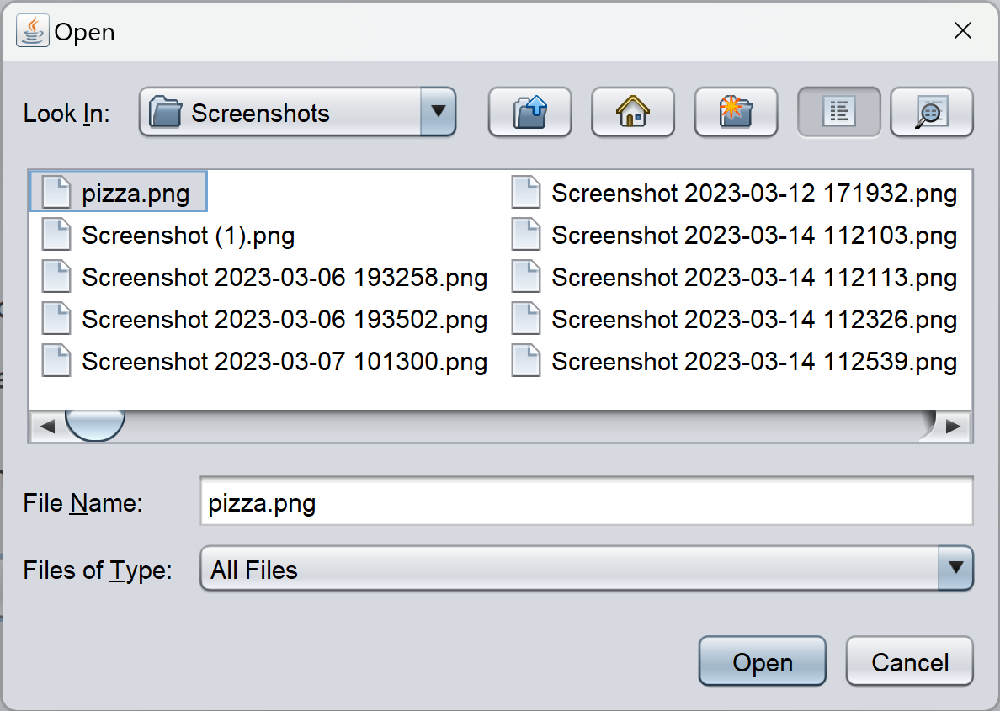 Open
Look In: Screenshots
pizza.png
Screenshot (1).png
Screenshot 2023-03-06 193258.png
Screenshot 2023-03-06 193502.png
Screenshot 2023-03-07 101300.png
Screenshot 2023-03-12 171932.png
Screenshot 2023-03-14 112103.png
Screenshot 2023-03-14 112113.png
Screenshot 2023-03-14 112326.png
Screenshot 2023-03-14 112539.png
File Name: pizza.png
Files of Type: All Files
Open Cancel